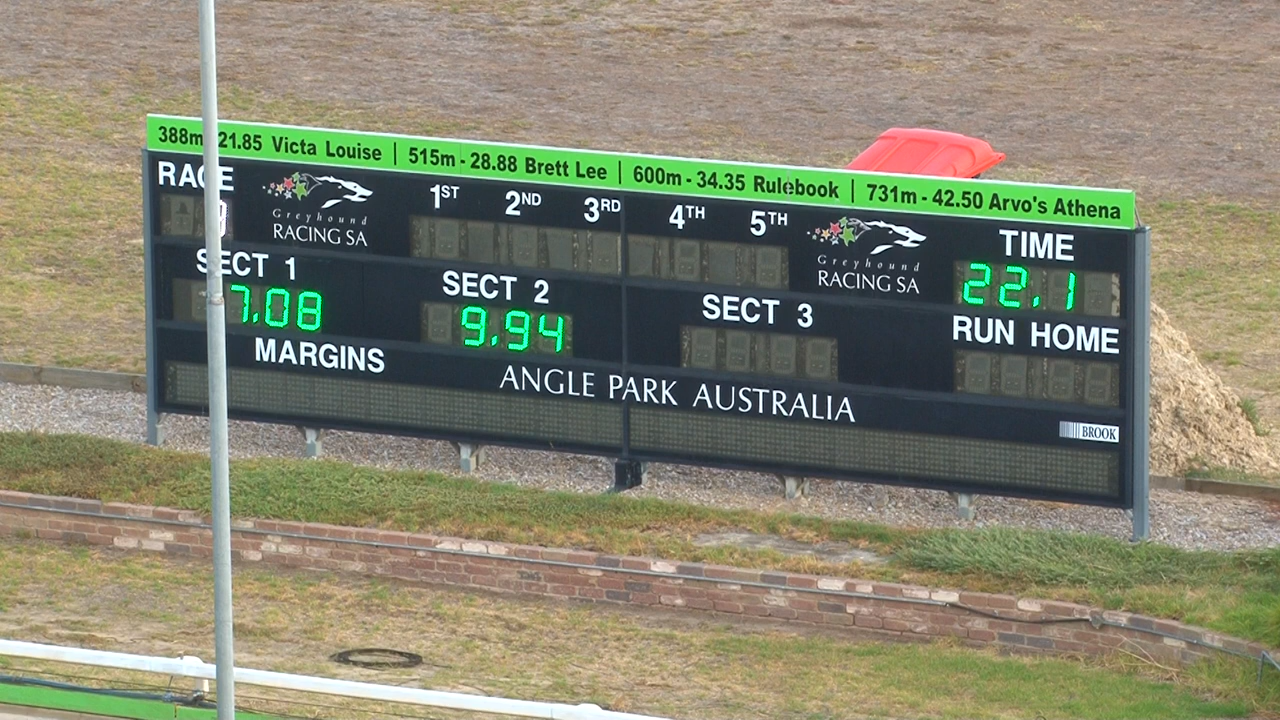 388m 21.85 Victa Louise | 515m - 28.88 Brett Lee | 600m - 34.35 Rulebook | 731m - 42.50 Arvo's Athena
RACE
Greyhound
RACING SA
1ST 2ND 3RD 4TH 5TH
Greyhound
RACING SA
TIME
22.1
SECT 1
7.08
SECT 2
9.94
SECT 3
RUN HOME
MARGINS
ANGLE PARK AUSTRALIA
BROOK